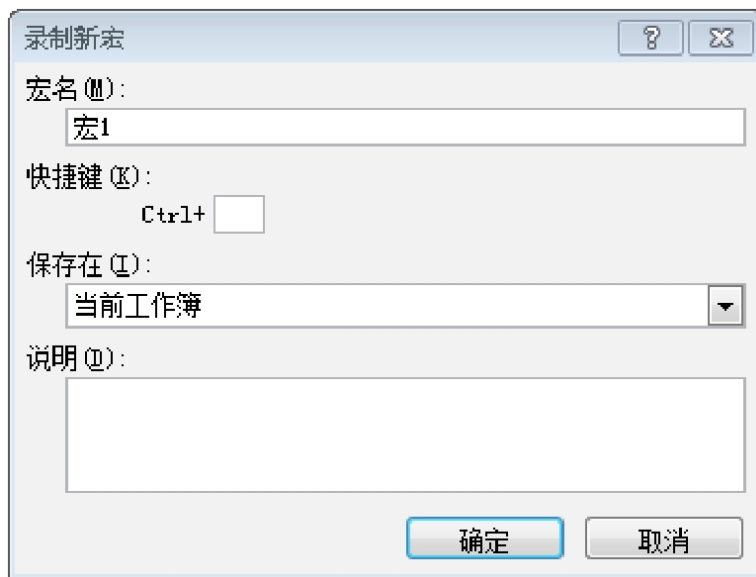 录制新宏
宏名(M):
宏1
快捷键(K):
Ctrl+
保存在(I):
当前工作簿
说明(D):
确定 取消